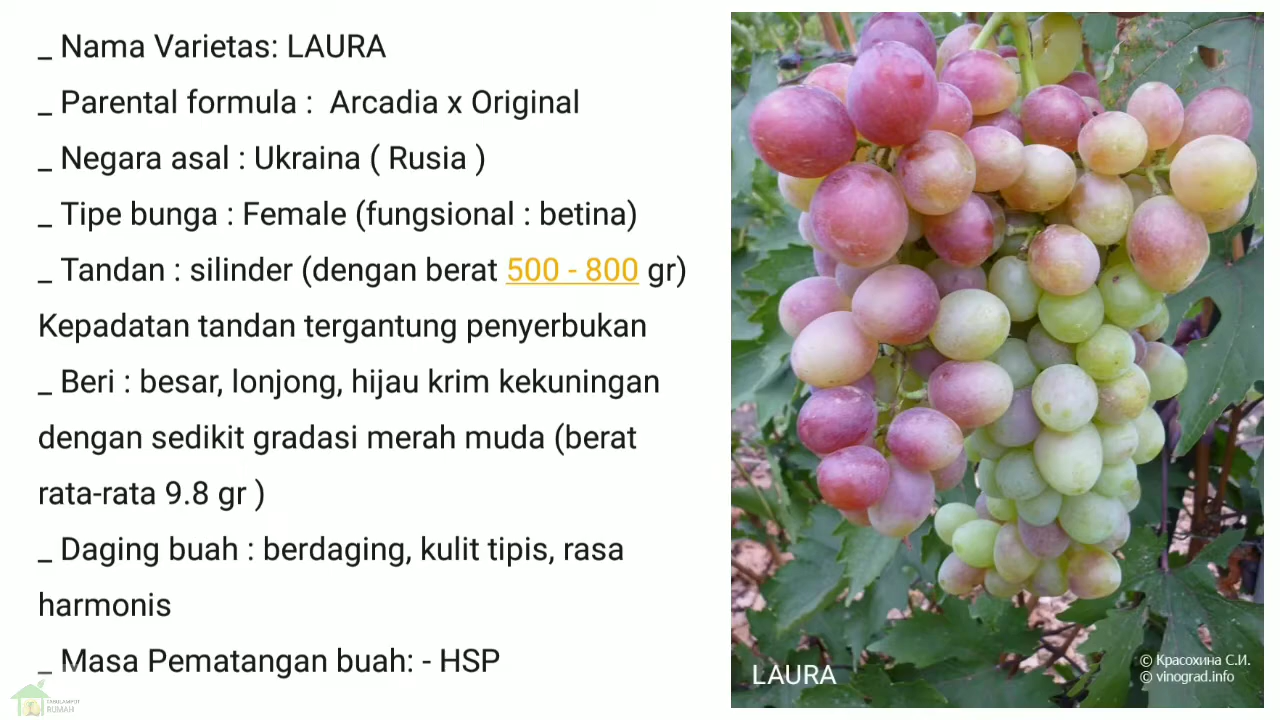 _ Nama Varietas: LAURA
_ Parental formula :  Arcadia x Original
_ Negara asal : Ukraina ( Rusia )
_ Tipe bunga : Female (fungsional : betina)
_ Tandan : silinder (dengan berat 500 - 800 gr)
Kepadatan tandan tergantung penyerbukan
_ Beri : besar, lonjong, hijau krim kekuningan
dengan sedikit gradasi merah muda (berat
rata-rata 9.8 gr )
_ Daging buah : berdaging, kulit tipis, rasa
harmonis
_ Masa Pematangan buah: - HSP
TABULAMPOT
RUMAH
LAURA
© Красохина С.И.
© vinograd.info